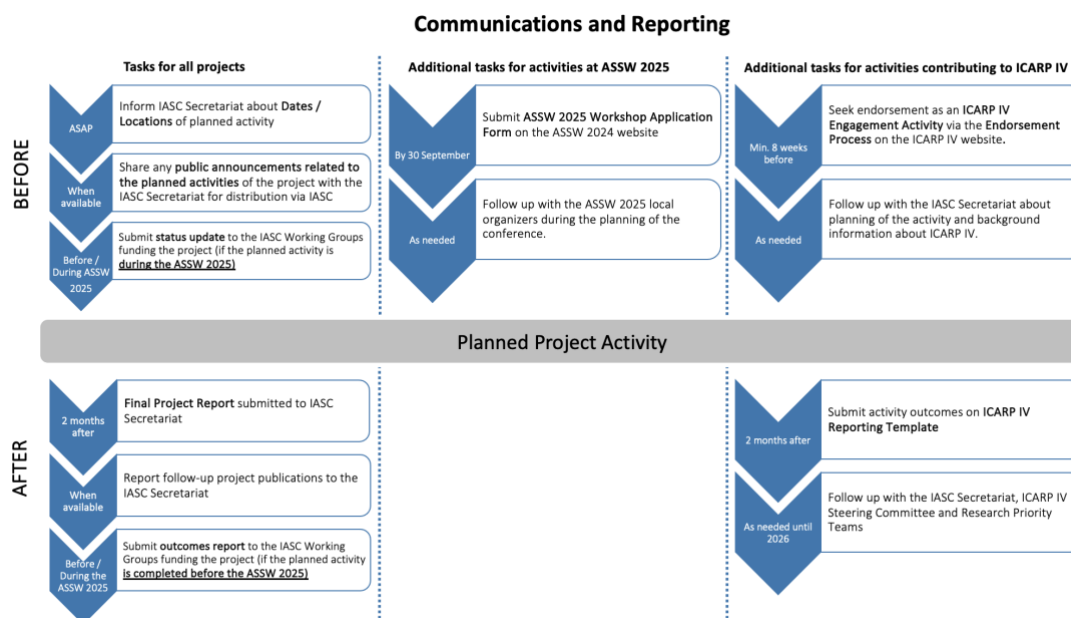 Communications and Reporting
Tasks for all projects
BEFORE
ASAP
Inform IASC Secretariat about Dates /
Locations of planned activity
When
available
Share any public announcements related to
the planned activities of the project with the
IASC Secretariat for distribution via IASC
Before /
During ASSW
2025
Submit status update to the IASC Working Groups
funding the project (if the planned activity is
during the ASSW 2025)
Additional tasks for activities at ASSW 2025
By 30 September
Submit ASSW 2025 Workshop Application
Form on the ASSW 2024 website
As needed
Follow up with the ASSW 2025 local
organizers during the planning of the
conference.
Additional tasks for activities contributing to ICARP IV
Min. 8 weeks
before
Seek endorsement as an ICARP IV
Engagement Activity via the Endorsement
Process on the ICARP IV website.
As needed
Follow up with the IASC Secretariat about
planning of the activity and background
information about ICARP IV.
Planned Project Activity
AFTER
2 months
after
Final Project Report submitted to IASC
Secretariat
When
available
Report follow-up project publications to the
IASC Secretariat
Before /
During the
ASSW 2025
Submit outcomes report to the IASC Working
Groups funding the project (if the planned activity
is completed before the ASSW 2025)
2 months after
Submit activity outcomes on ICARP IV
Reporting Template
As needed until
2026
Follow up with the IASC Secretariat, ICARP IV
Steering Committee and Research Priority
Teams